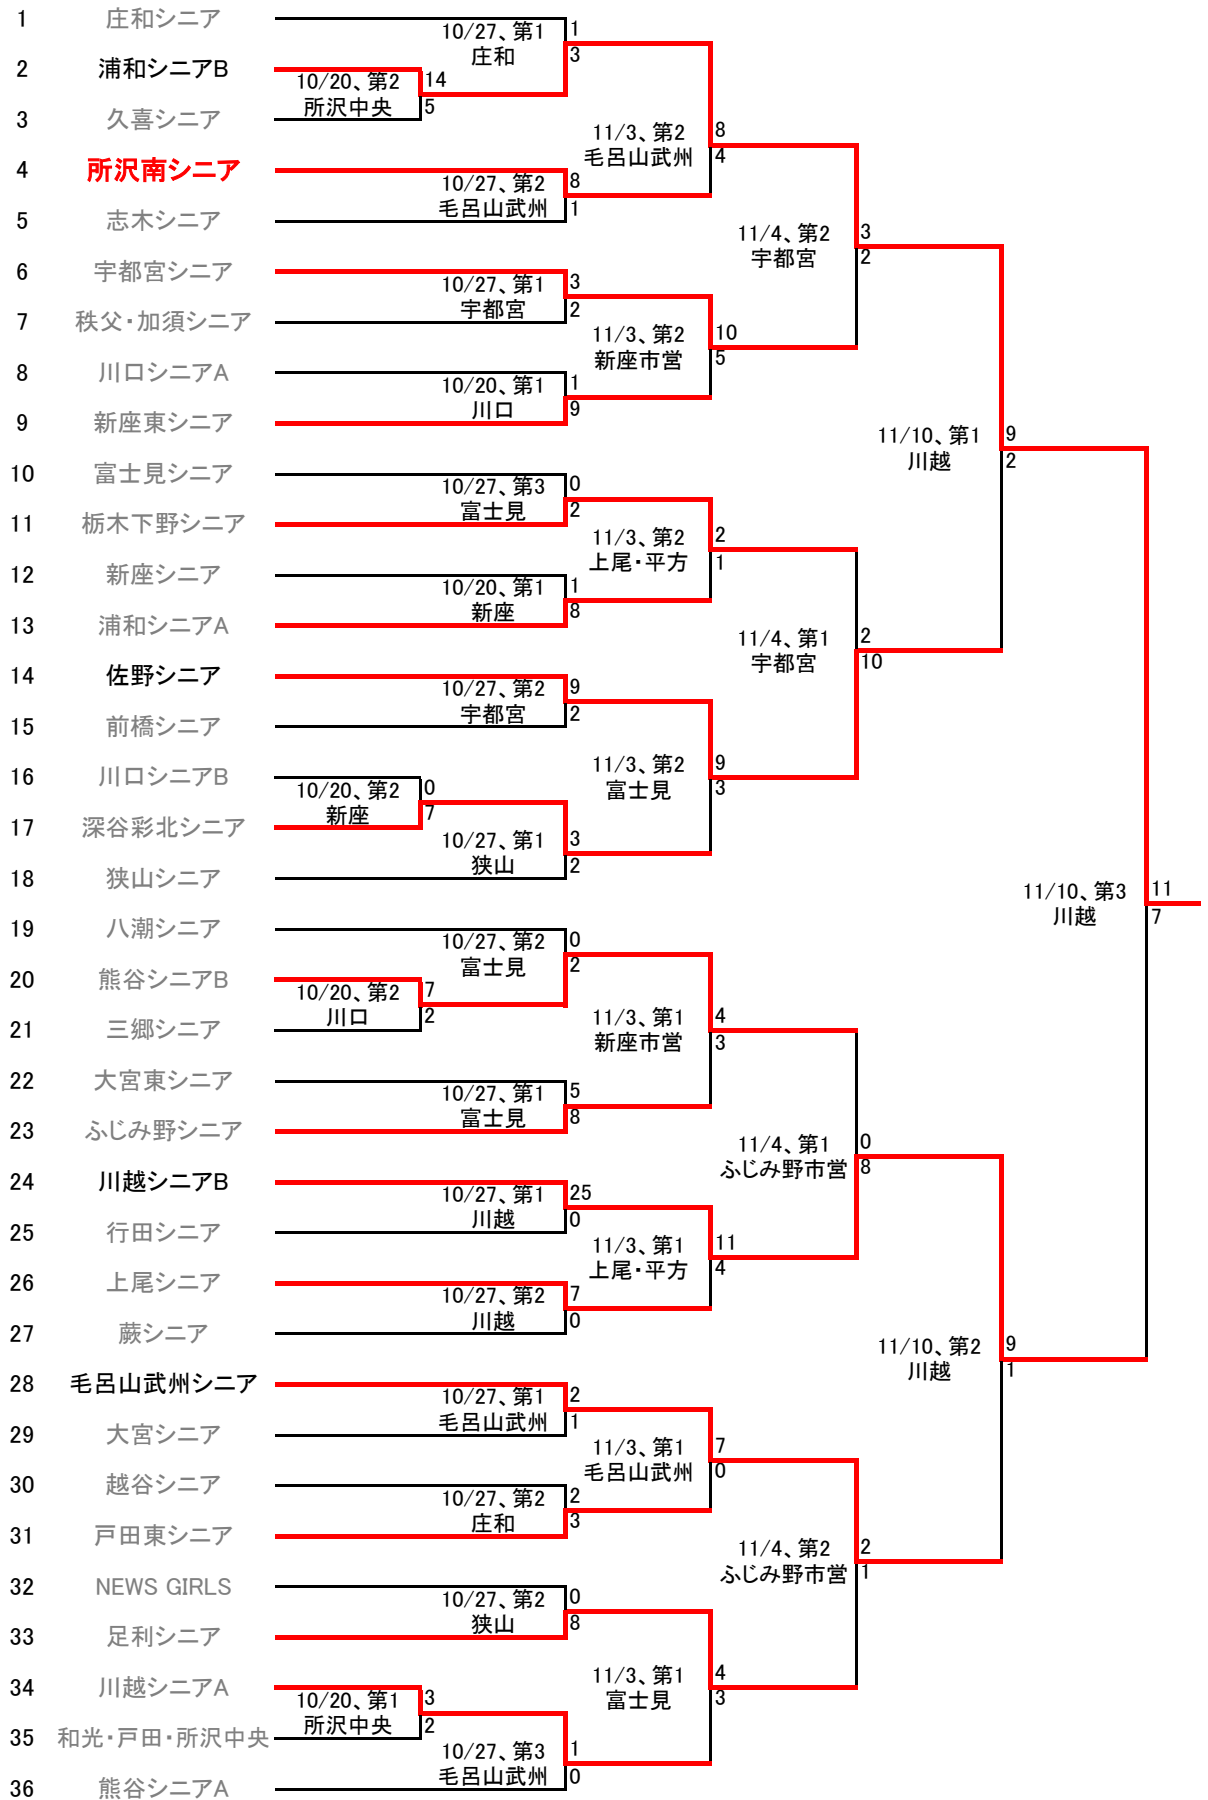 1 庄和シニア
2 浦和シニアB
3 久喜シニア
4 所沢南シニア
5 志木シニア
6 宇都宮シニア
7 秩父・加須シニア
8 川口シニアA
9 新座東シニア
10 富士見シニア
11 栃木下野シニア
12 新座シニア
13 浦和シニアA
14 佐野シニア
15 前橋シニア
16 川口シニアB
17 深谷彩北シニア
18 狭山シニア
19 八潮シニア
20 熊谷シニアB
21 三郷シニア
22 大宮東シニア
23 ふじみ野シニア
24 川越シニアB
25 行田シニア
26 上尾シニア
27 蕨シニア
28 毛呂山武州シニア
29 大宮シニア
30 越谷シニア
31 戸田東シニア
32 NEWS GIRLS
33 足利シニア
34 川越シニアA
35 和光・戸田・所沢中央
36 熊谷シニアA
10/20、第2 14
所沢中央 5
10/20、第2 0
新座 7
10/20、第2 7
川口 2
10/20、第1 3
所沢中央 2
10/27、第1 1
庄和 3
10/27、第2 8
毛呂山武州 1
10/27、第1 3
宇都宮 2
10/20、第1 1
川口 9
10/27、第3 0
富士見 2
10/20、第1 1
新座 8
10/27、第2 9
宇都宮 2
10/27、第1 3
狭山 2
10/27、第2 0
富士見 2
10/27、第1 5
富士見 8
10/27、第1 25
川越 0
10/27、第2 7
川越 0
10/27、第1 2
毛呂山武州 1
10/27、第2 2
庄和 3
10/27、第2 0
狭山 8
10/27、第3 1
毛呂山武州 0
11/3、第2 8
毛呂山武州 4
11/3、第2 10
新座市営 5
11/3、第2 2
上尾・平方 1
11/3、第2 9
富士見 3
11/3、第1 4
新座市営 3
11/3、第1 11
上尾・平方 4
11/3、第1 7
毛呂山武州 0
11/3、第1 4
富士見 3
11/4、第2 3
宇都宮 2
11/4、第1 2
宇都宮 10
11/4、第1 0
ふじみ野市営 8
11/4、第2 2
ふじみ野市営 1
11/10、第1 9
川越 2
11/10、第2 9
川越 1
11/10、第3 11
川越 7